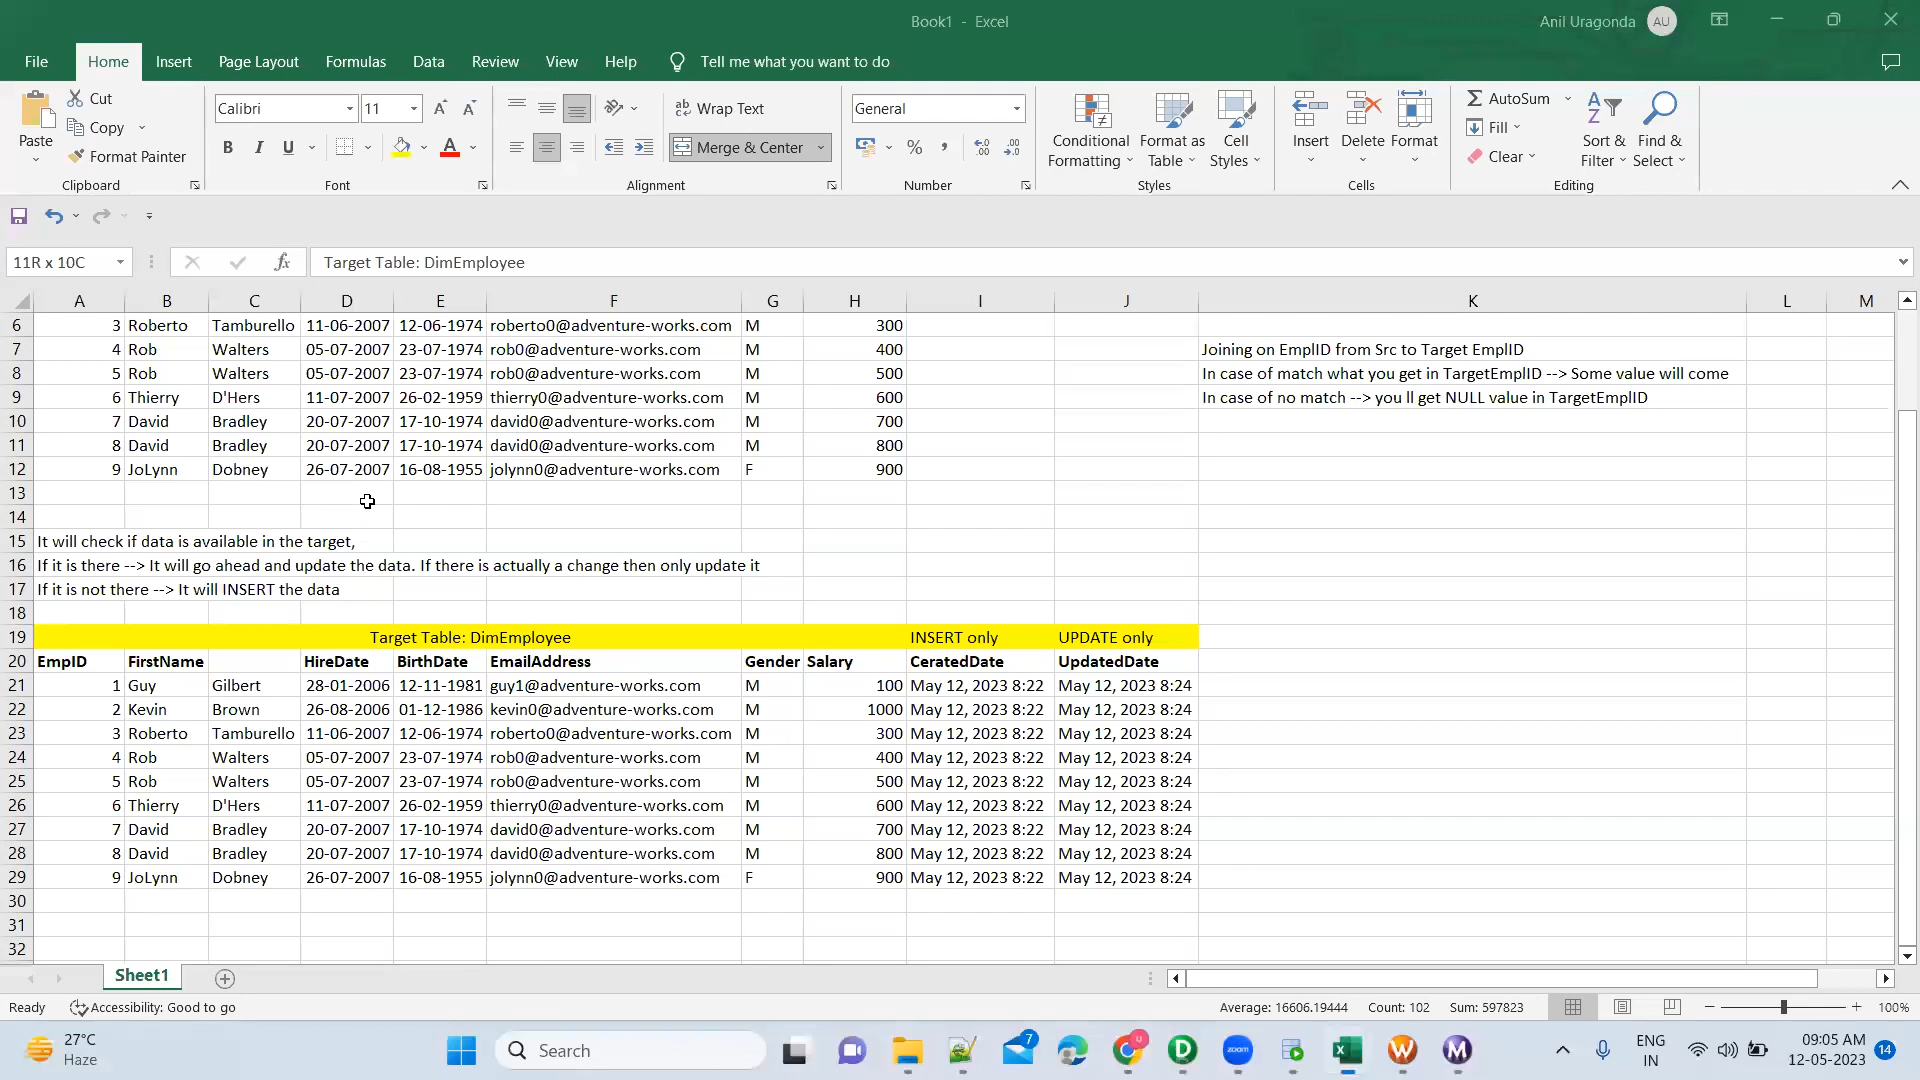 Book1 - Excel
Anil Uragonda AU
File Home Insert Page Layout Formulas Data Review View Help Tell me what you want to do
Paste
Cut
Copy
Format Painter
Clipboard
Calibri 11
B I U
Font
Wrap Text
Merge & Center
Alignment
General
Number
Conditional Formatting
Format as Table
Cell Styles
Styles
Insert Delete Format
Cells
AutoSum
Fill
Clear
Sort & Filter
Find & Select
Editing
11R x 10C
fx
Target Table: DimEmployee
A B C D E F G H I J K L M
6 3 Roberto Tamburello 11-06-2007 12-06-1974 roberto0@adventure-works.com M 300
7 4 Rob Walters 05-07-2007 23-07-1974 rob0@adventure-works.com M 400 Joining on EmplID from Src to Target EmplID
8 5 Rob Walters 05-07-2007 23-07-1974 rob0@adventure-works.com M 500 In case of match what you get in TargetEmplID --> Some value will come
9 6 Thierry D'Hers 11-07-2007 26-02-1959 thierry0@adventure-works.com M 600 In case of no match --> you ll get NULL value in TargetEmplID
10 7 David Bradley 20-07-2007 17-10-1974 david0@adventure-works.com M 700
11 8 David Bradley 20-07-2007 17-10-1974 david0@adventure-works.com M 800
12 9 JoLynn Dobney 26-07-2007 16-08-1955 jolynn0@adventure-works.com F 900
13
14
15 It will check if data is available in the target,
16 If it is there --> It will go ahead and update the data. If there is actually a change then only update it
17 If it is not there --> It will INSERT the data
18
19 Target Table: DimEmployee INSERT only UPDATE only
20 EmpID FirstName HireDate BirthDate EmailAddress Gender Salary CeratedDate UpdatedDate
21 1 Guy Gilbert 28-01-2006 12-11-1981 guy1@adventure-works.com M 100 May 12, 2023 8:22 May 12, 2023 8:24
22 2 Kevin Brown 26-08-2006 01-12-1986 kevin0@adventure-works.com M 1000 May 12, 2023 8:22 May 12, 2023 8:24
23 3 Roberto Tamburello 11-06-2007 12-06-1974 roberto0@adventure-works.com M 300 May 12, 2023 8:22 May 12, 2023 8:24
24 4 Rob Walters 05-07-2007 23-07-1974 rob0@adventure-works.com M 400 May 12, 2023 8:22 May 12, 2023 8:24
25 5 Rob Walters 05-07-2007 23-07-1974 rob0@adventure-works.com M 500 May 12, 2023 8:22 May 12, 2023 8:24
26 6 Thierry D'Hers 11-07-2007 26-02-1959 thierry0@adventure-works.com M 600 May 12, 2023 8:22 May 12, 2023 8:24
27 7 David Bradley 20-07-2007 17-10-1974 david0@adventure-works.com M 700 May 12, 2023 8:22 May 12, 2023 8:24
28 8 David Bradley 20-07-2007 17-10-1974 david0@adventure-works.com M 800 May 12, 2023 8:22 May 12, 2023 8:24
29 9 JoLynn Dobney 26-07-2007 16-08-1955 jolynn0@adventure-works.com F 900 May 12, 2023 8:22 May 12, 2023 8:24
30
31
32
Sheet1
Ready Accessibility: Good to go Average: 16606.19444 Count: 102 Sum: 597823 100%
27°C
Haze
Search
7
zoom
ENG
IN
09:05 AM
12-05-2023
14